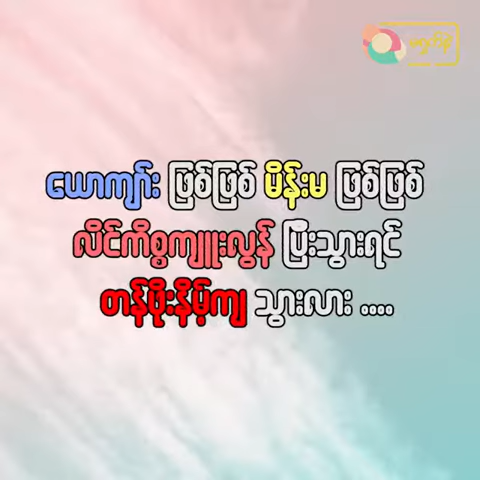 ယောကျာ်း ဖြစ်ဖြစ် မိန်းမ ဖြစ်ဖြစ်
လိင်ကိစ္စကျူးလွန် ပြီးသွားရင်
တန်ဖိုးနိမ့်ကျ သွားလား ....